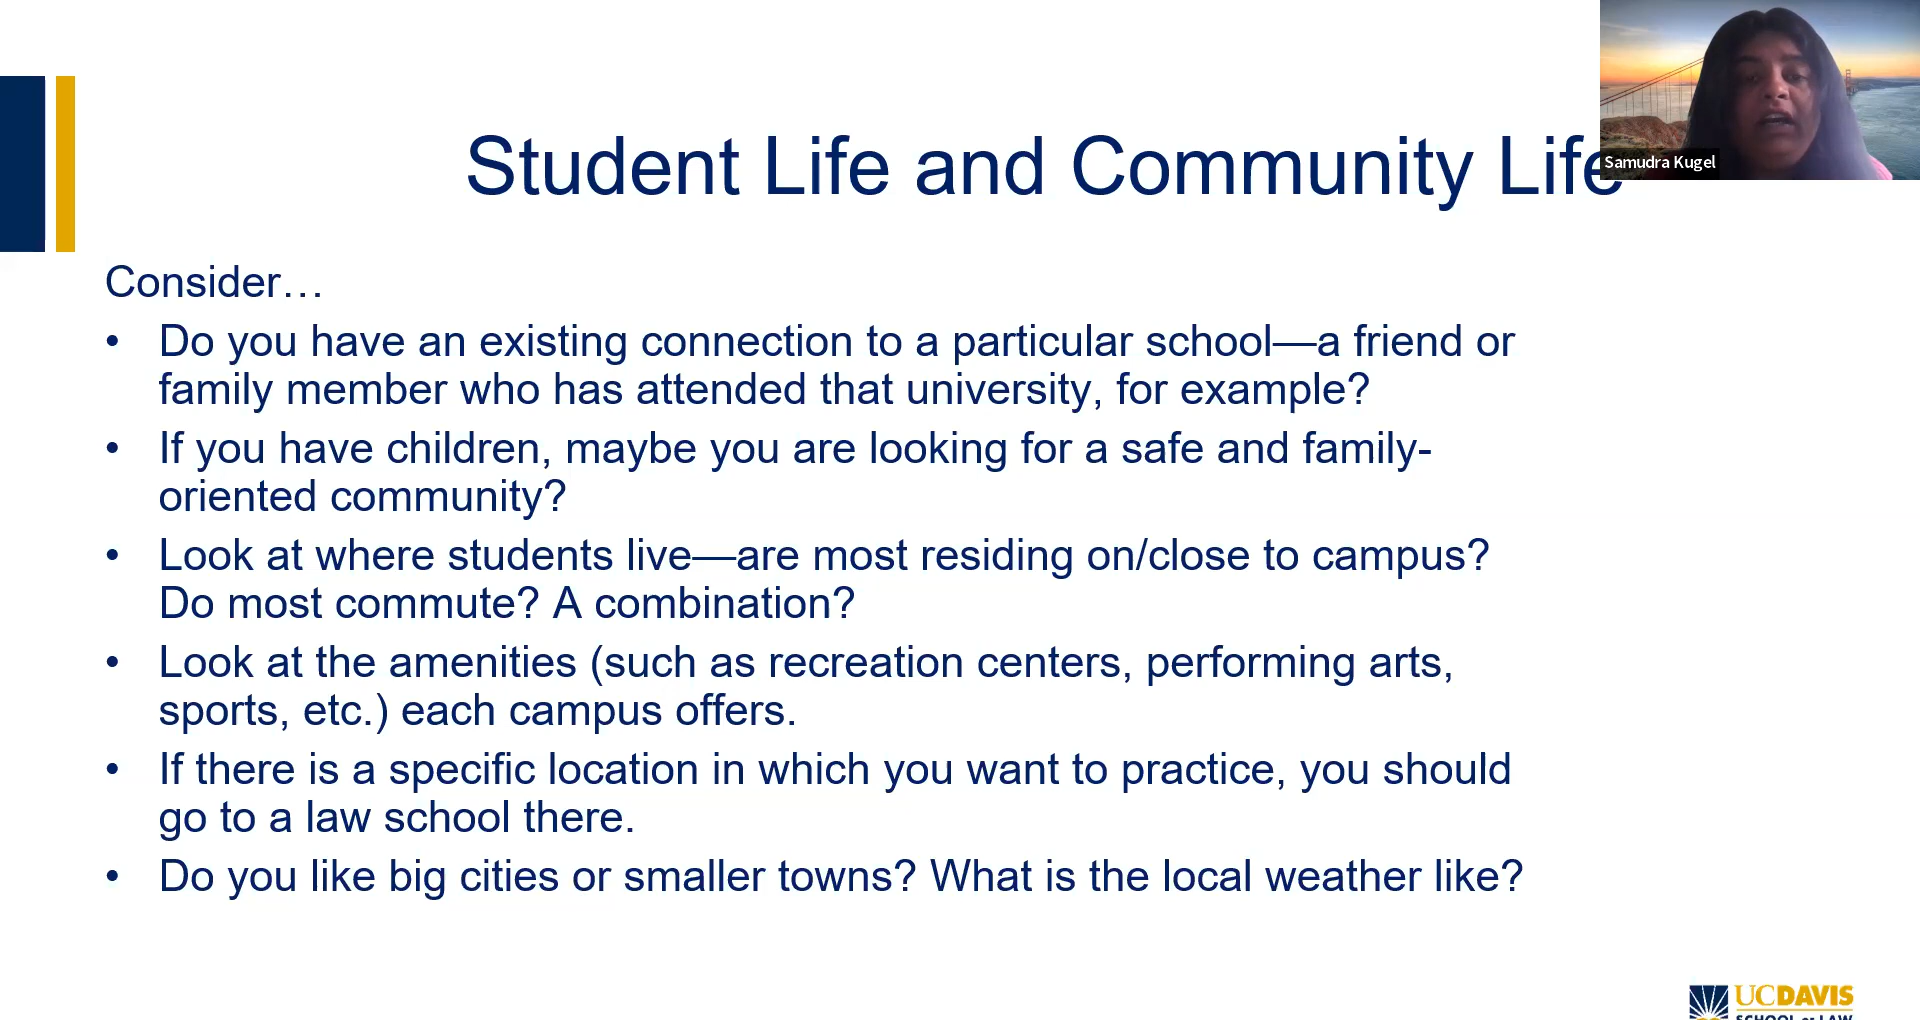 Student Life and Community Life
Samudra Kugel
Consider…
• Do you have an existing connection to a particular school—a friend or
family member who has attended that university, for example?
• If you have children, maybe you are looking for a safe and family-
oriented community?
• Look at where students live—are most residing on/close to campus?
Do most commute? A combination?
• Look at the amenities (such as recreation centers, performing arts,
sports, etc.) each campus offers.
• If there is a specific location in which you want to practice, you should
go to a law school there.
• Do you like big cities or smaller towns? What is the local weather like?
UCDAVIS
SCHOOL OF LAW